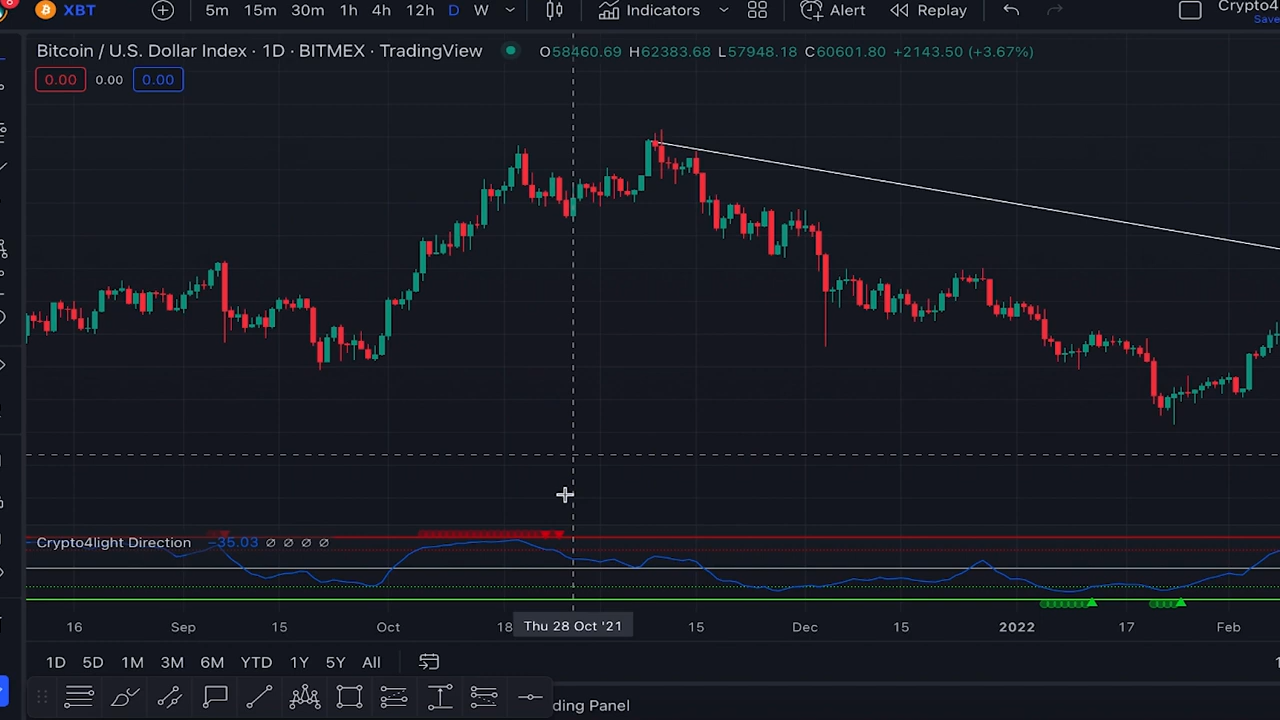 8 XBT 5m 15m 30m 1h 4h 12h D W Indicators Alert Replay Crypto4
Save
Bitcoin / U.S. Dollar Index · 1D · BITMEX · TradingView O58460.69 H62383.68 L57948.18 C60601.80 +2143.50 (+3.67%)
0.00 0.00 0.00
Crypto4light Direction −35.03 ∅ ∅ ∅ ∅
16 Sep 15 Oct 18 Thu 28 Oct '21 15 Dec 15 2022 17 Feb
1D 5D 1M 3M 6M YTD 1Y 5Y All
ding Panel